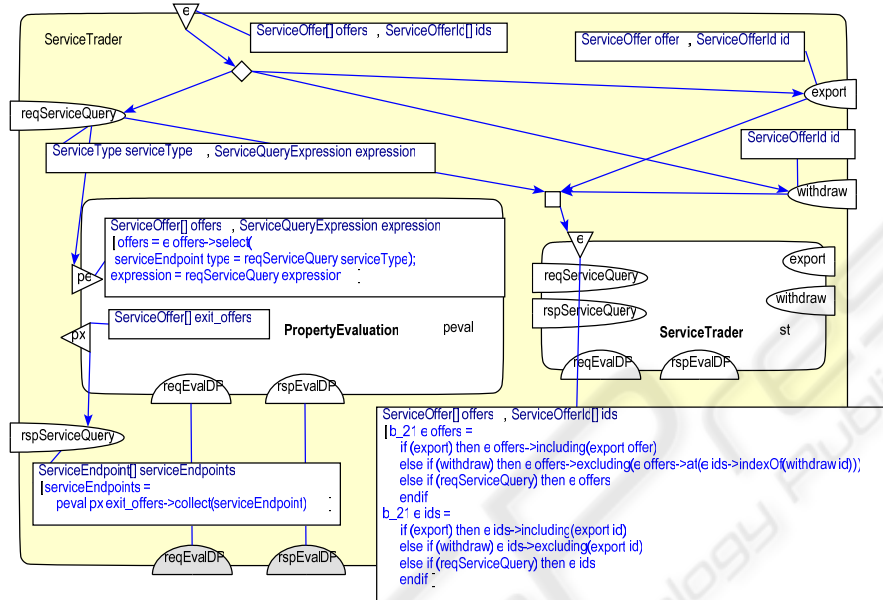 e
ServiceTrader
ServiceOffer[] offers , ServiceOfferId[] ids
ServiceOffer offer , ServiceOfferId id
export
reqServiceQuery
ServiceOfferId id
ServiceType serviceType , ServiceQueryExpression expression
withdraw
ServiceOffer[] offers , ServiceQueryExpression expression
| offers = e offers->select(
serviceEndpoint type = reqServiceQuery serviceType);
expression = reqServiceQuery expression
pe
e
export
reqServiceQuery
withdraw
rspServiceQuery
ServiceOffer[] exit_offers
px
PropertyEvaluation peval
ServiceTrader st
reqEvalDP
rspEvalDP
reqEvalDP
rspEvalDP
rspServiceQuery
ServiceEndpoint[] serviceEndpoints
|serviceEndpoints =
peval px exit_offers->collect(serviceEndpoint)
ServiceOffer[] offers , ServiceOfferId[] ids
|b_21 e offers =
if (export) then e offers->including(export offer)
else if (withdraw) then e offers->excluding(e offers->at(e ids->indexOf(withdraw id)))
else if (reqServiceQuery) then e offers
endif
b_21 e ids =
if (export) then e ids->including(export id)
else if (withdraw) e ids->excluding(export id)
else if (reqServiceQuery) then e ids
endif
reqEvalDP
rspEvalDP